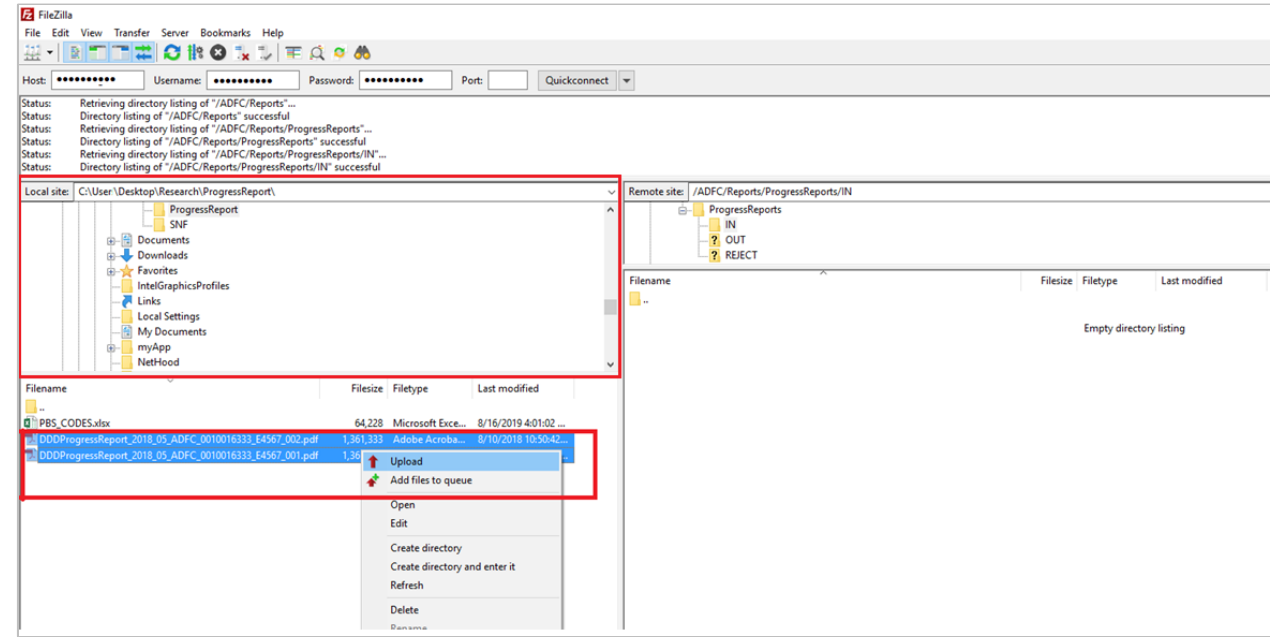 FileZilla
File Edit View Transfer Server Bookmarks Help
Host: •••••••••• Username: •••••••••• Password: •••••••••• Port: Quickconnect
Status: Retrieving directory listing of "/ADFC/Reports"...
Status: Directory listing of "/ADFC/Reports" successful
Status: Retrieving directory listing of "/ADFC/Reports/ProgressReports"...
Status: Directory listing of "/ADFC/Reports/ProgressReports" successful
Status: Retrieving directory listing of "/ADFC/Reports/ProgressReports/IN"...
Status: Directory listing of "/ADFC/Reports/ProgressReports/IN" successful
Local site: C:\User\Desktop\Research\ProgressReport\
ProgressReport
SNF
Documents
Downloads
Favorites
IntelGraphicsProfiles
Links
Local Settings
My Documents
myApp
NetHood
Filename Filesize Filetype Last modified
..
PBS_CODES.xlsx 64,228 Microsoft Exce... 8/16/2019 4:01:02 ...
DDDProgressReport_2018_05_ADFC_0010016333_E4567_002.pdf 1,361,333 Adobe Acroba... 8/10/2018 10:50:42...
DDDProgressReport_2018_05_ADFC_0010016333_E4567_001.pdf
Upload
Add files to queue
Open
Edit
Create directory
Create directory and enter it
Refresh
Delete
Rename
Remote site: /ADFC/Reports/ProgressReports/IN
ProgressReports
IN
? OUT
? REJECT
Filename Filesize Filetype Last modified
..
Empty directory listing